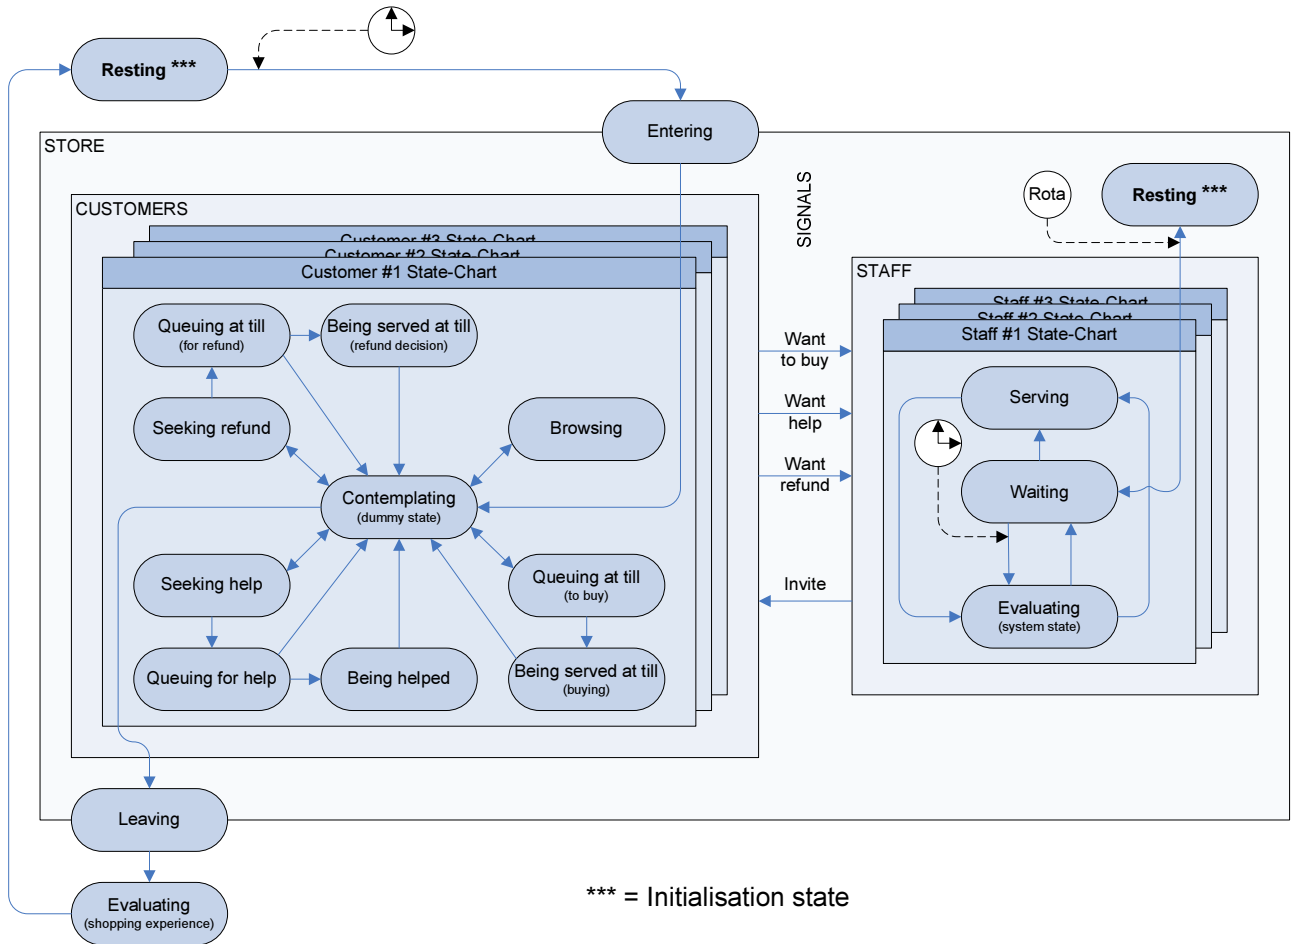 Resting ***
Entering
STORE
SIGNALS
Rota
Resting ***
CUSTOMERS
Customer #3 State-Chart
Customer #2 State-Chart
Customer #1 State-Chart
Queuing at till
(for refund)
Being served at till
(refund decision)
Seeking refund
Browsing
Contemplating
(dummy state)
Seeking help
Queuing at till
(to buy)
Queuing for help
Being helped
Being served at till
(buying)
Want
to buy
Want
help
Want
refund
Invite
STAFF
Staff #3 State-Chart
Staff #2 State-Chart
Staff #1 State-Chart
Serving
Waiting
Evaluating
(system state)
Leaving
Evaluating
(shopping experience)
*** = Initialisation state